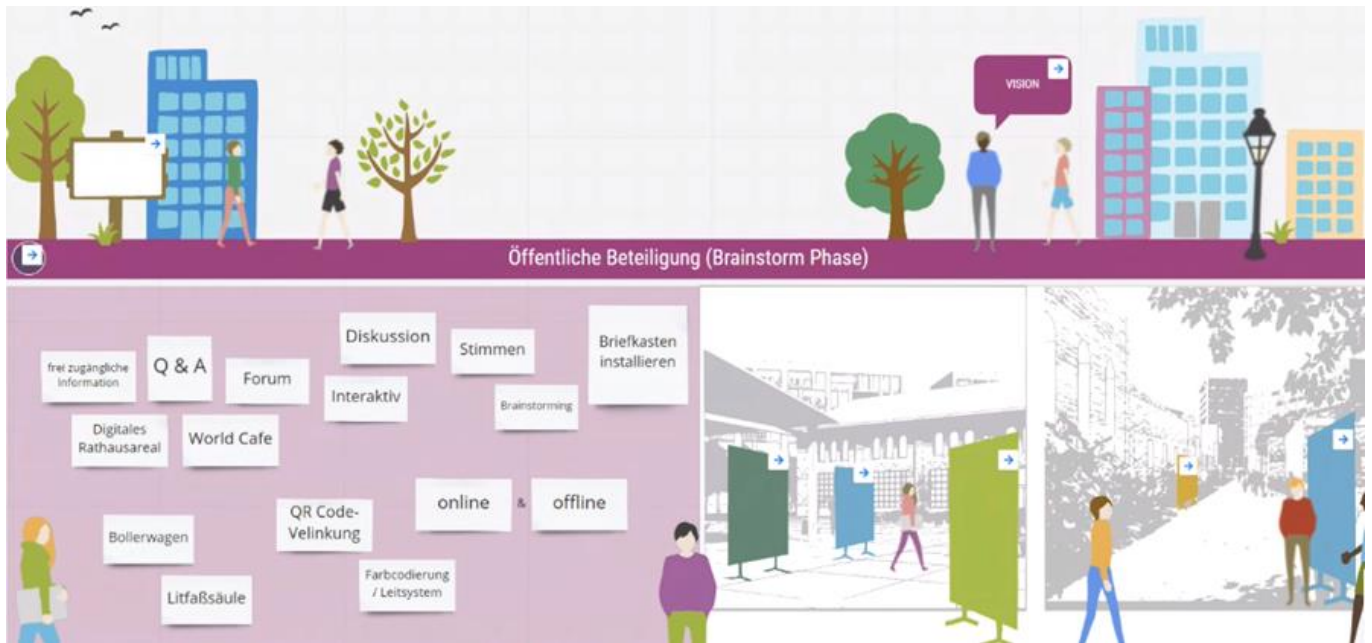 VISION
Öffentliche Beteiligung (Brainstorm Phase)
frei zugängliche
Information
Q & A
Forum
Diskussion
Interaktiv
Stimmen
Brainstorming
Briefkasten
installieren
Digitales
Rathausareal
World Cafe
Bollerwagen
Litfaßsäule
QR Code-
Velinkung
online
&
offline
Farbcodierung
/ Leitsystem